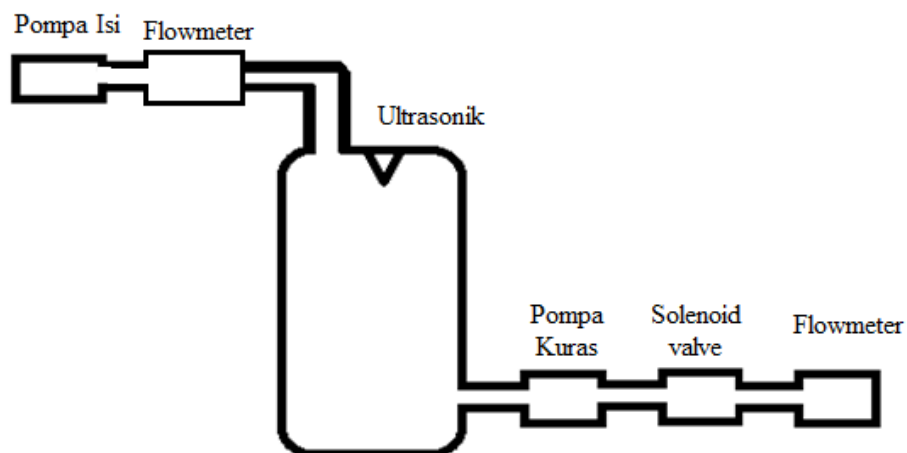 Pompa Isi
Flowmeter
Ultrasonik
Pompa
Kuras
Solenoid
valve
Flowmeter